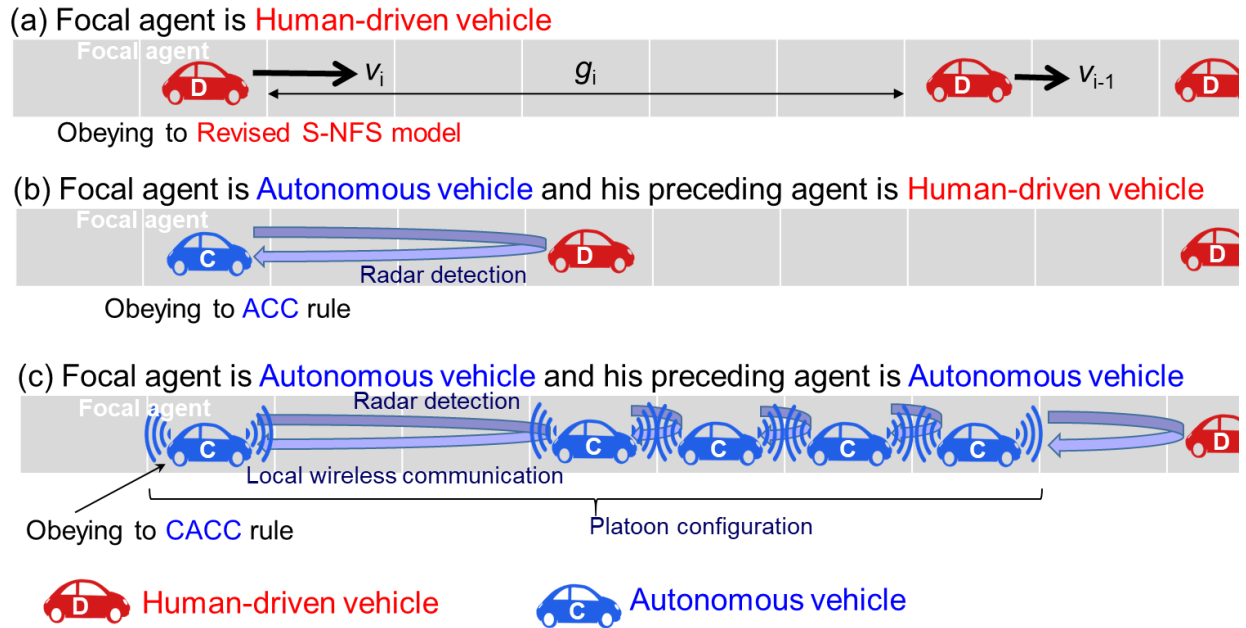 (a) Focal agent is Human-driven vehicle
Focal agent
D
v_i
g_i
D
v_{i-1}
D
Obeying to Revised S-NFS model
(b) Focal agent is Autonomous vehicle and his preceding agent is Human-driven vehicle
Focal agent
C
D
D
Radar detection
Obeying to ACC rule
(c) Focal agent is Autonomous vehicle and his preceding agent is Autonomous vehicle
Focal agent
Radar detection
C
C
C
C
C
D
Local wireless communication
Obeying to CACC rule
Platoon configuration
D Human-driven vehicle
C Autonomous vehicle